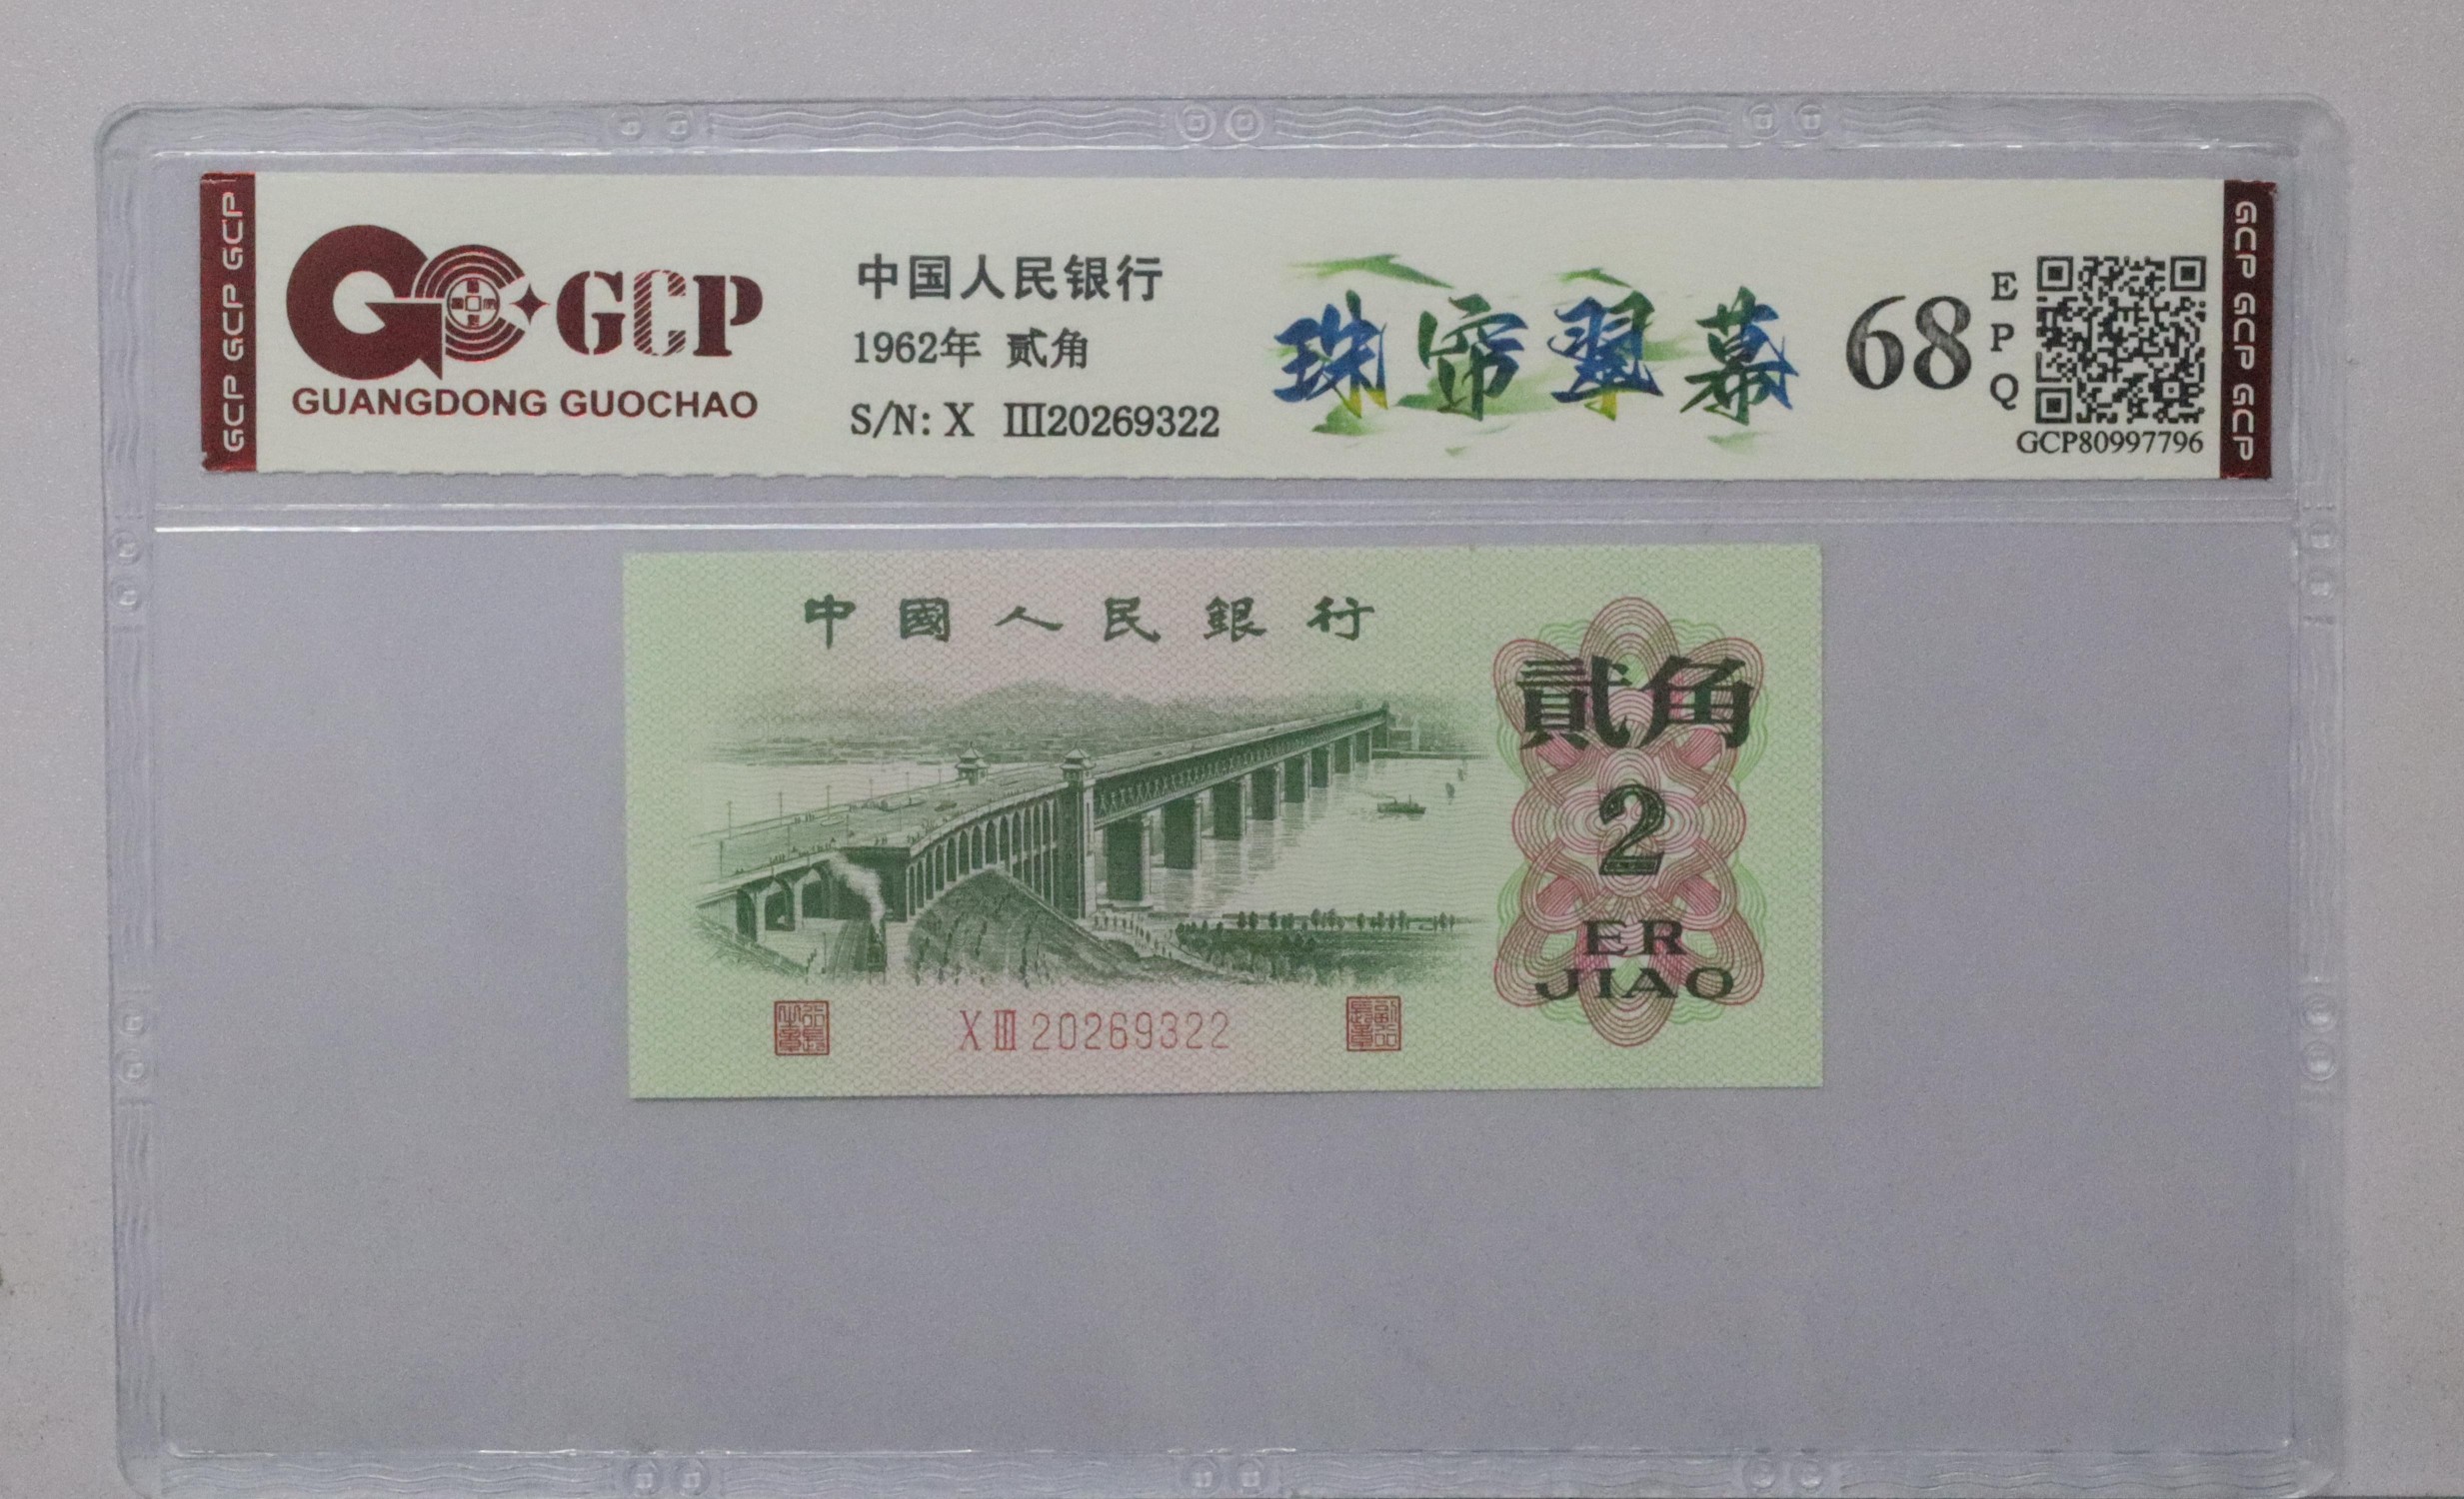 GCP GCP GCP
GCP
GUANGDONG GUOCHAO
中国人民银行
1962年 贰角
S/N: X III20269322
珠帘翠幕
68
EPQ
GCP80997796
GCP GCP GCP
中國人民銀行
貳角
2
ER
JIAO
X III 20269322